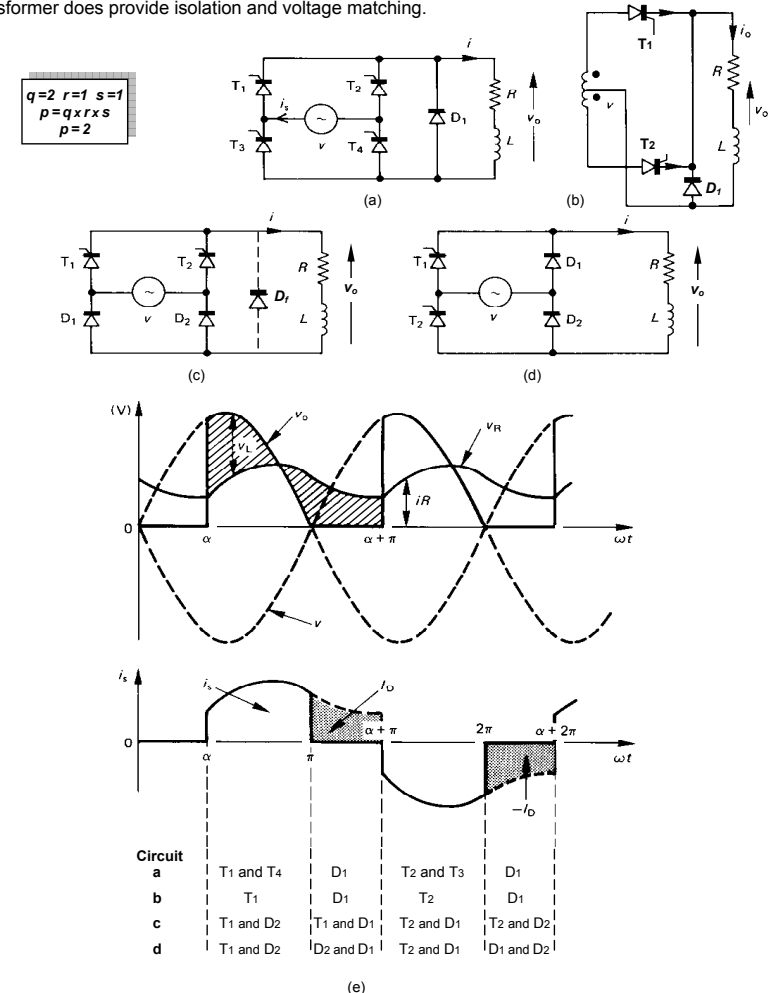 sformer does provide isolation and voltage matching.
q=2 r=1 s=1
p=q x r x s
p=2
i
T1
T2
i_s
v
T3
T4
D1
R
L
v_o
(a)
T1
i_o
R
v
v_o
T2
L
D_f
(b)
i
T1
T2
R
v_o
D1
v
D2
D_f
L
(c)
i
T1
D1
R
v_o
T2
v
D2
L
(d)
(V)
v_o
v_R
v_L
iR
0
α
α + π
ωt
v
i_s
i_s
I_D
α + π
2π
α + 2π
0
α
π
ωt
−I_D
Circuit
a T1 and T4 D1 T2 and T3 D1
b T1 D1 T2 D1
c T1 and D2 T1 and D1 T2 and D1 T2 and D2
d T1 and D2 D2 and D1 T2 and D1 D1 and D2
(e)